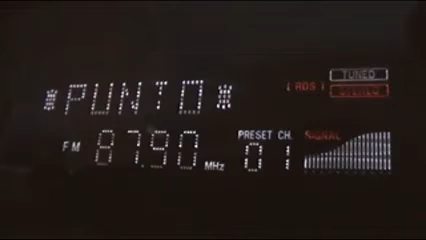 TUNED
(RDS) STEREO
*PUNTO*
PRESET CH. SIGNAL
FM 87.90 MHz 01